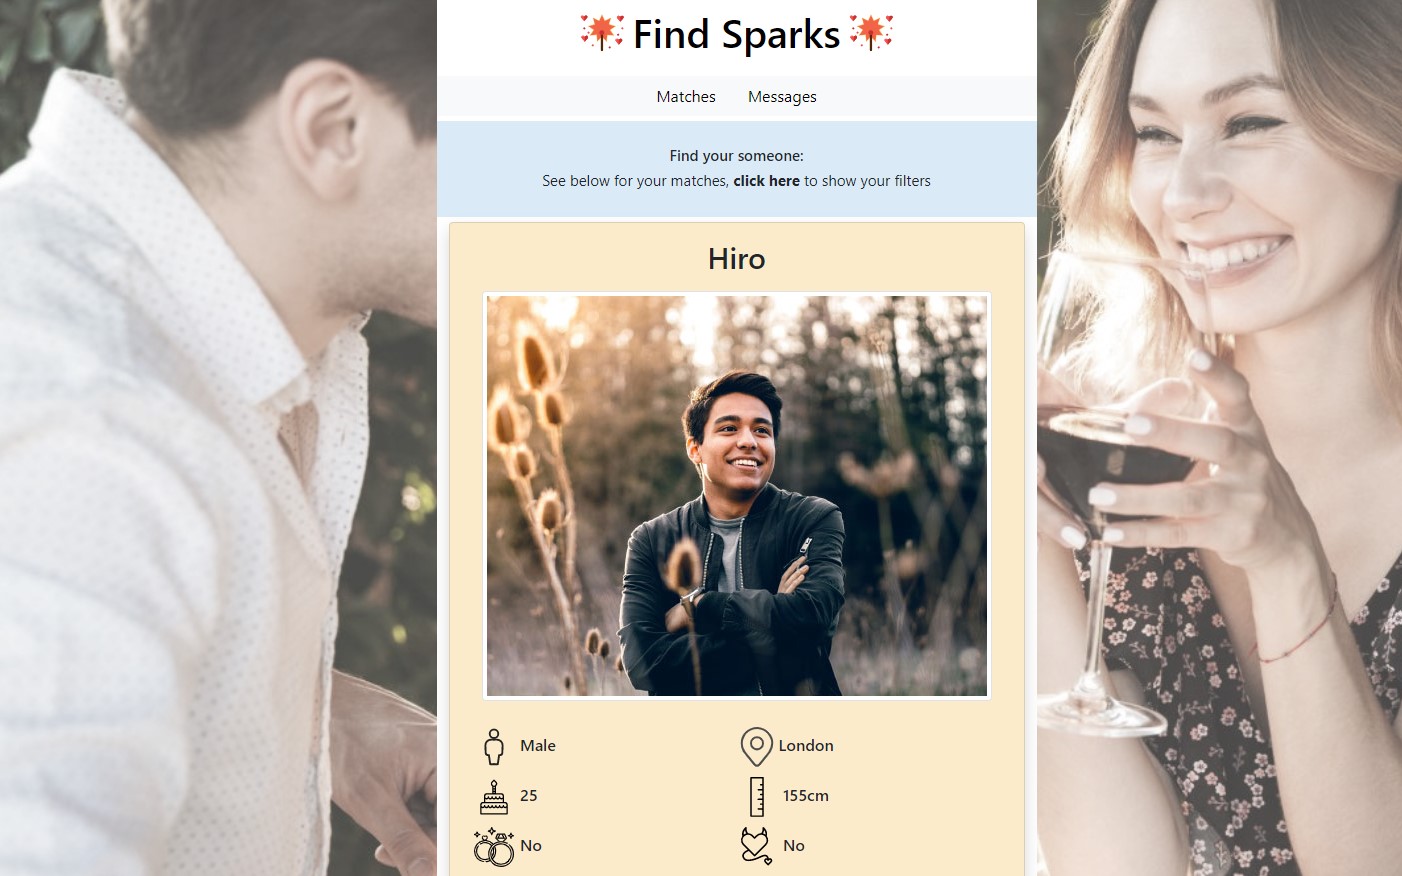 Find Sparks
Matches Messages
Find your someone:
See below for your matches, click here to show your filters
Hiro
Male London
25 155cm
No No